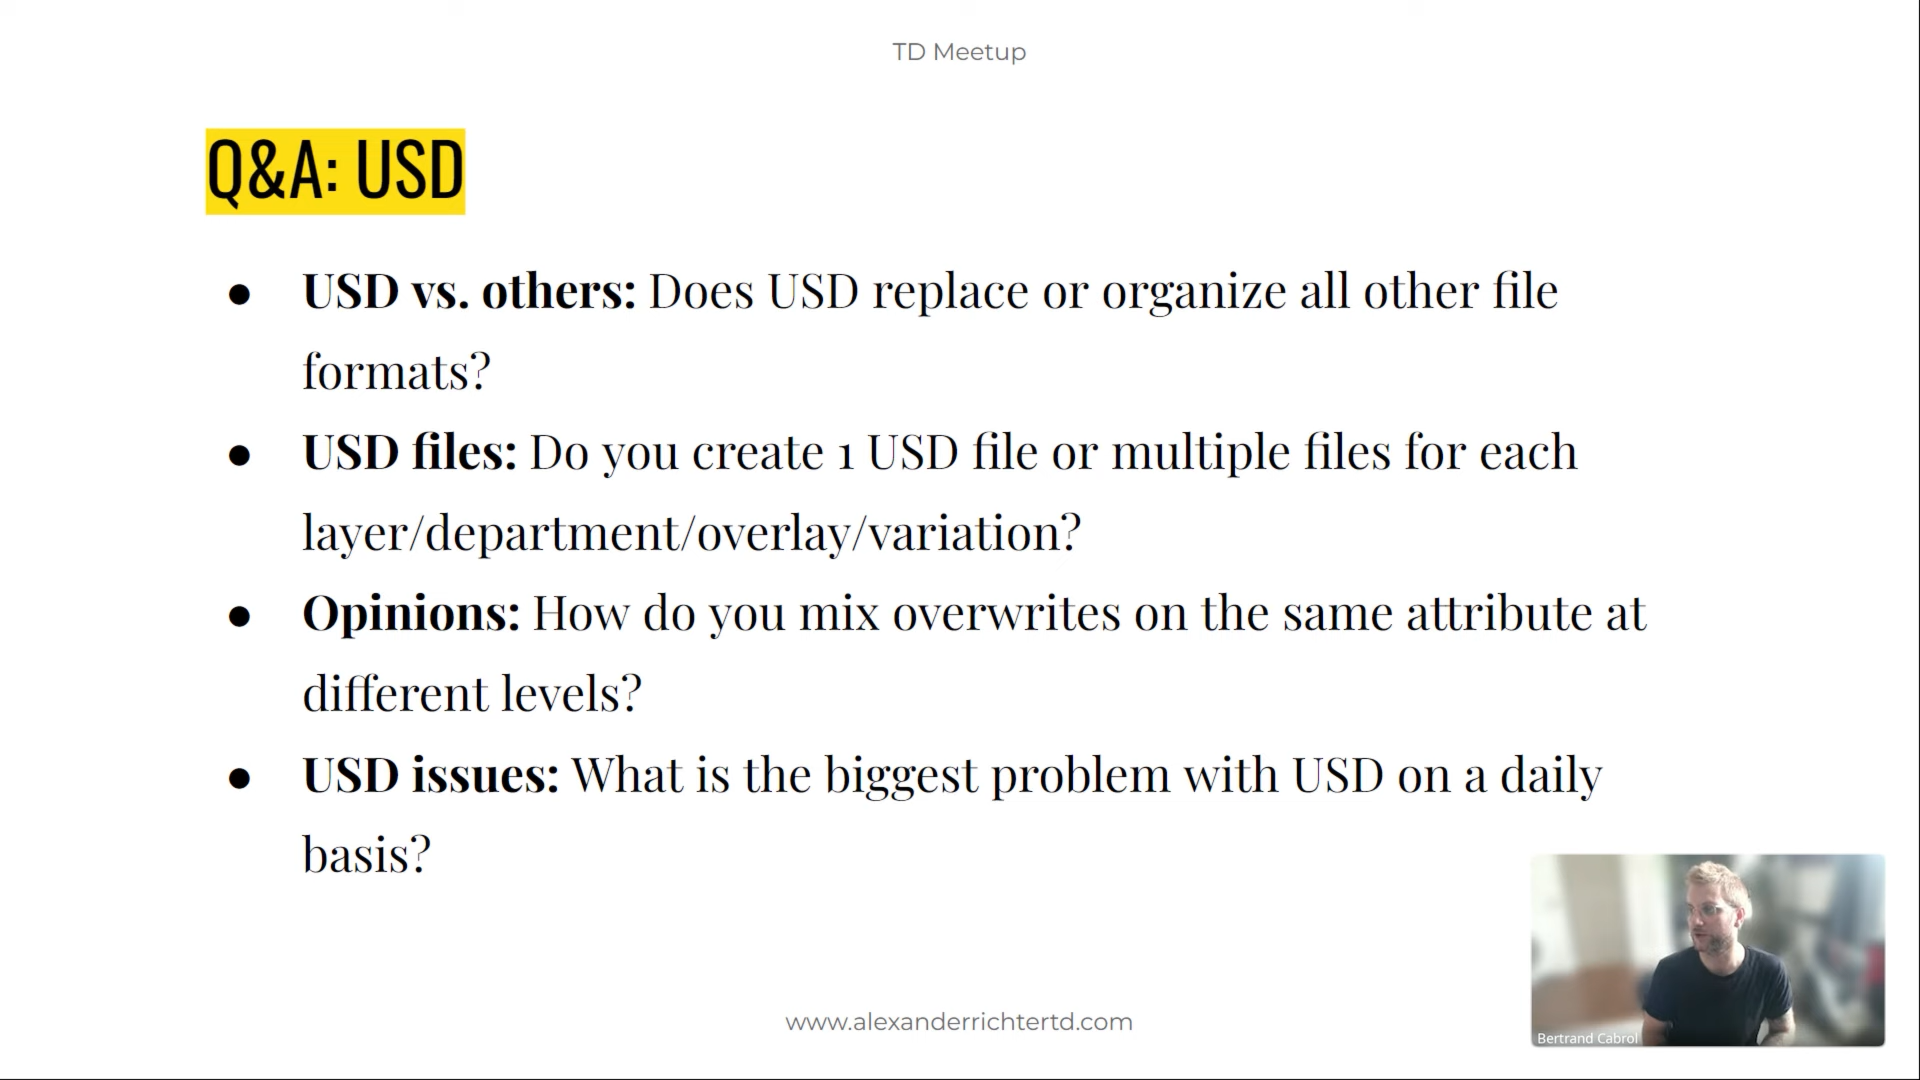 TD Meetup
Q&A: USD
● USD vs. others: Does USD replace or organize all other file
formats?
● USD files: Do you create 1 USD file or multiple files for each
layer/department/overlay/variation?
● Opinions: How do you mix overwrites on the same attribute at
different levels?
● USD issues: What is the biggest problem with USD on a daily
basis?
www.alexanderrichtertd.com
Bertrand Cabrol